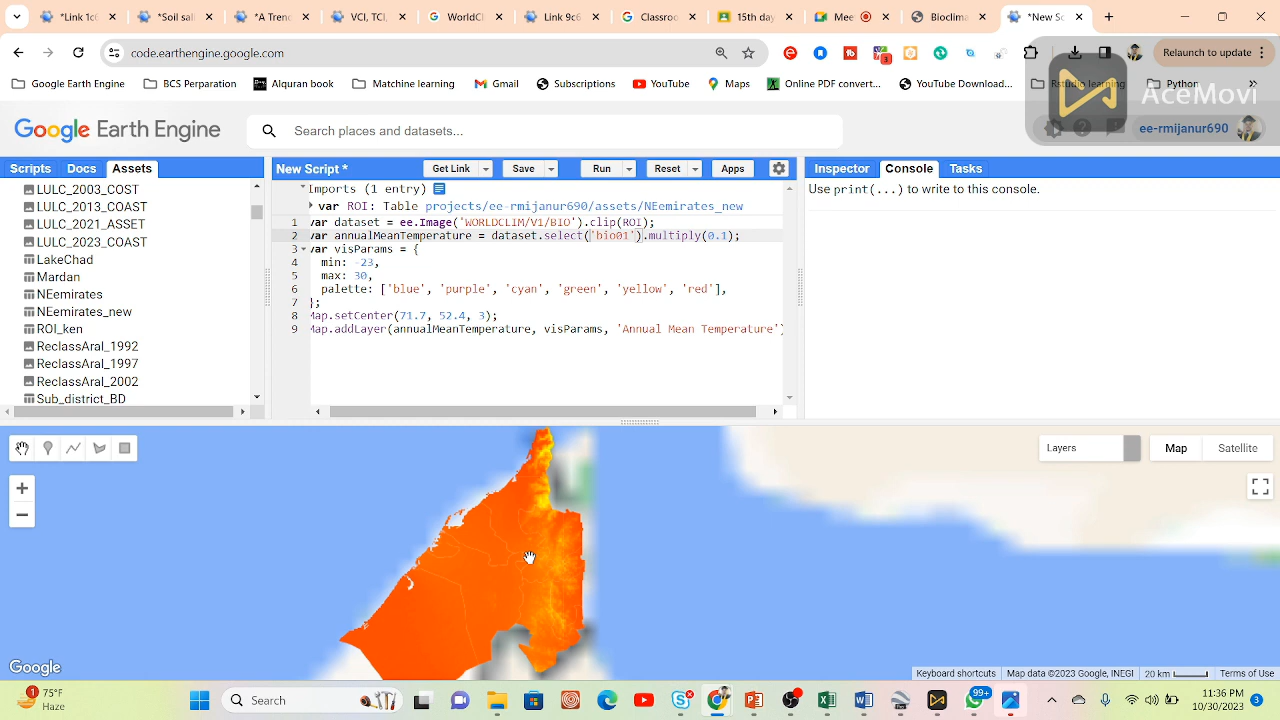 *Link 1c(
*Soil sali
*A Trenc
VCI, TCI,
WorldCl
Link 9c6
Classroo
15th day
Mee
Bioclima
*New Sc
code.earthengine.google.com
3
Relaunch to update
Google Earth Engine
BCS Perparation
Alquran book
Matching learning
Gmail
Subscriptions
YouTube
Maps
Online PDF convert...
YouTube Download...
Rstudio learning
Python
AceMovi
Google Earth Engine
Search places and datasets...
ee-rmijanur690
Scripts
Docs
Assets
New Script *
Get Link
Save
Run
Reset
Apps
Inspector
Console
Tasks
LULC_2003_COST
LULC_2013_COAST
LULC_2021_ASSET
LULC_2023_COAST
LakeChad
Mardan
NEemirates
NEemirates_new
ROI_ken
ReclassAral_1992
ReclassAral_1997
ReclassAral_2002
Sub_district_BD
Imports (1 entry)
var ROI: Table projects/ee-rmijanur690/assets/NEemirates_new
1 var dataset = ee.Image('WORLDCLIM/V1/BIO').clip(ROI);
2 var annualMeanTemperature = dataset.select('bio01').multiply(0.1);
3 var visParams = {
4 min: -23,
5 max: 30,
6 palette: ['blue', 'purple', 'cyan', 'green', 'yellow', 'red'],
7 };
8 Map.setCenter(71.7, 52.4, 3);
9 Map.addLayer(annualMeanTemperature, visParams, 'Annual Mean Temperature')
Use print(...) to write to this console.
Layers
Map
Satellite
Google
Keyboard shortcuts
Map data ©2023 Google, INEGI
20 km
Terms of Use
1
75°F
Haze
Search
99+
11:36 PM
10/30/2023
3